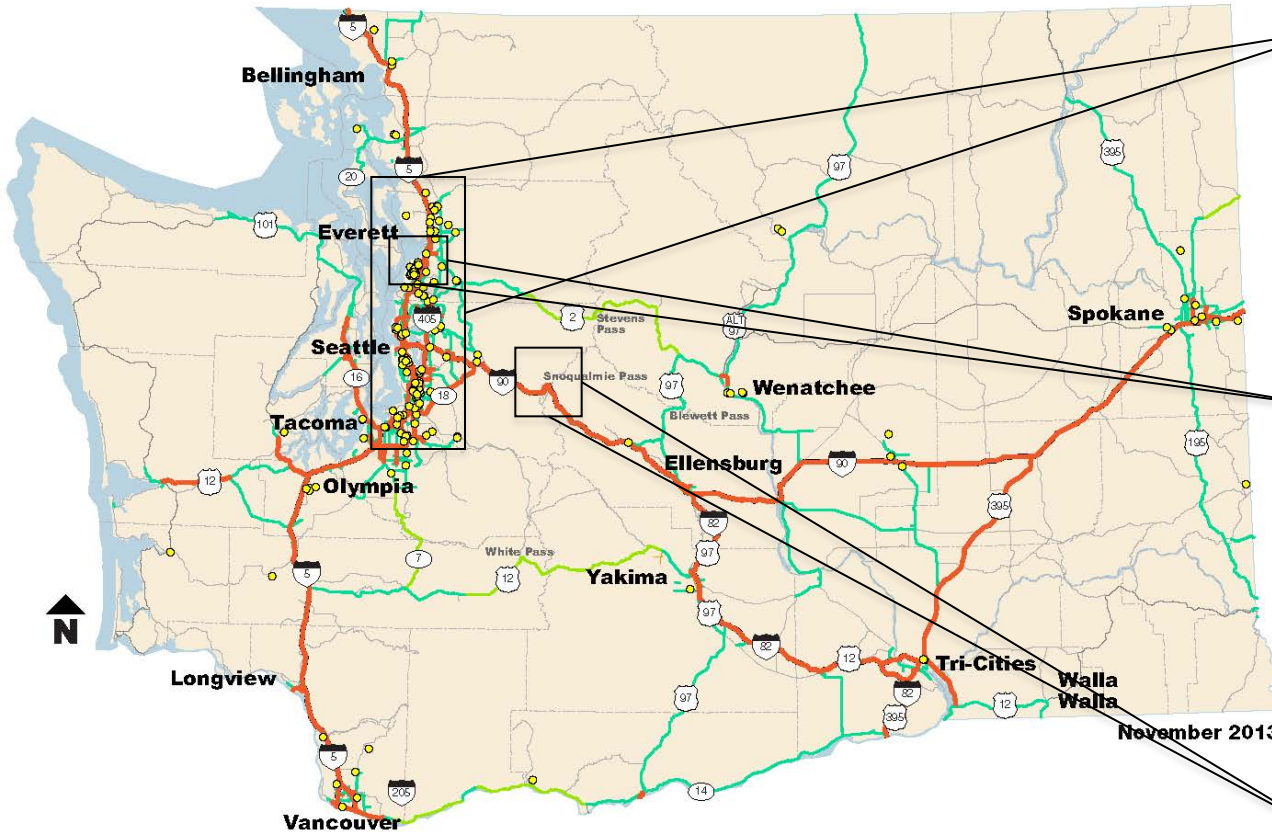 5
Bellingham
395
97
5
20
101
Everett
405
2
Stevens
Pass
ALT
97
Spokane
Seattle
16
90
Snoqualmie Pass
97
18
Wenatchee
Blewett Pass
Tacoma
195
12
Olympia
Ellensburg
90
395
82
97
7
White Pass
12
5
Yakima
97
N
82
12
Tri-Cities
82
Longview
97
Walla
Walla
12
395
November 2013
5
205
14
Vancouver